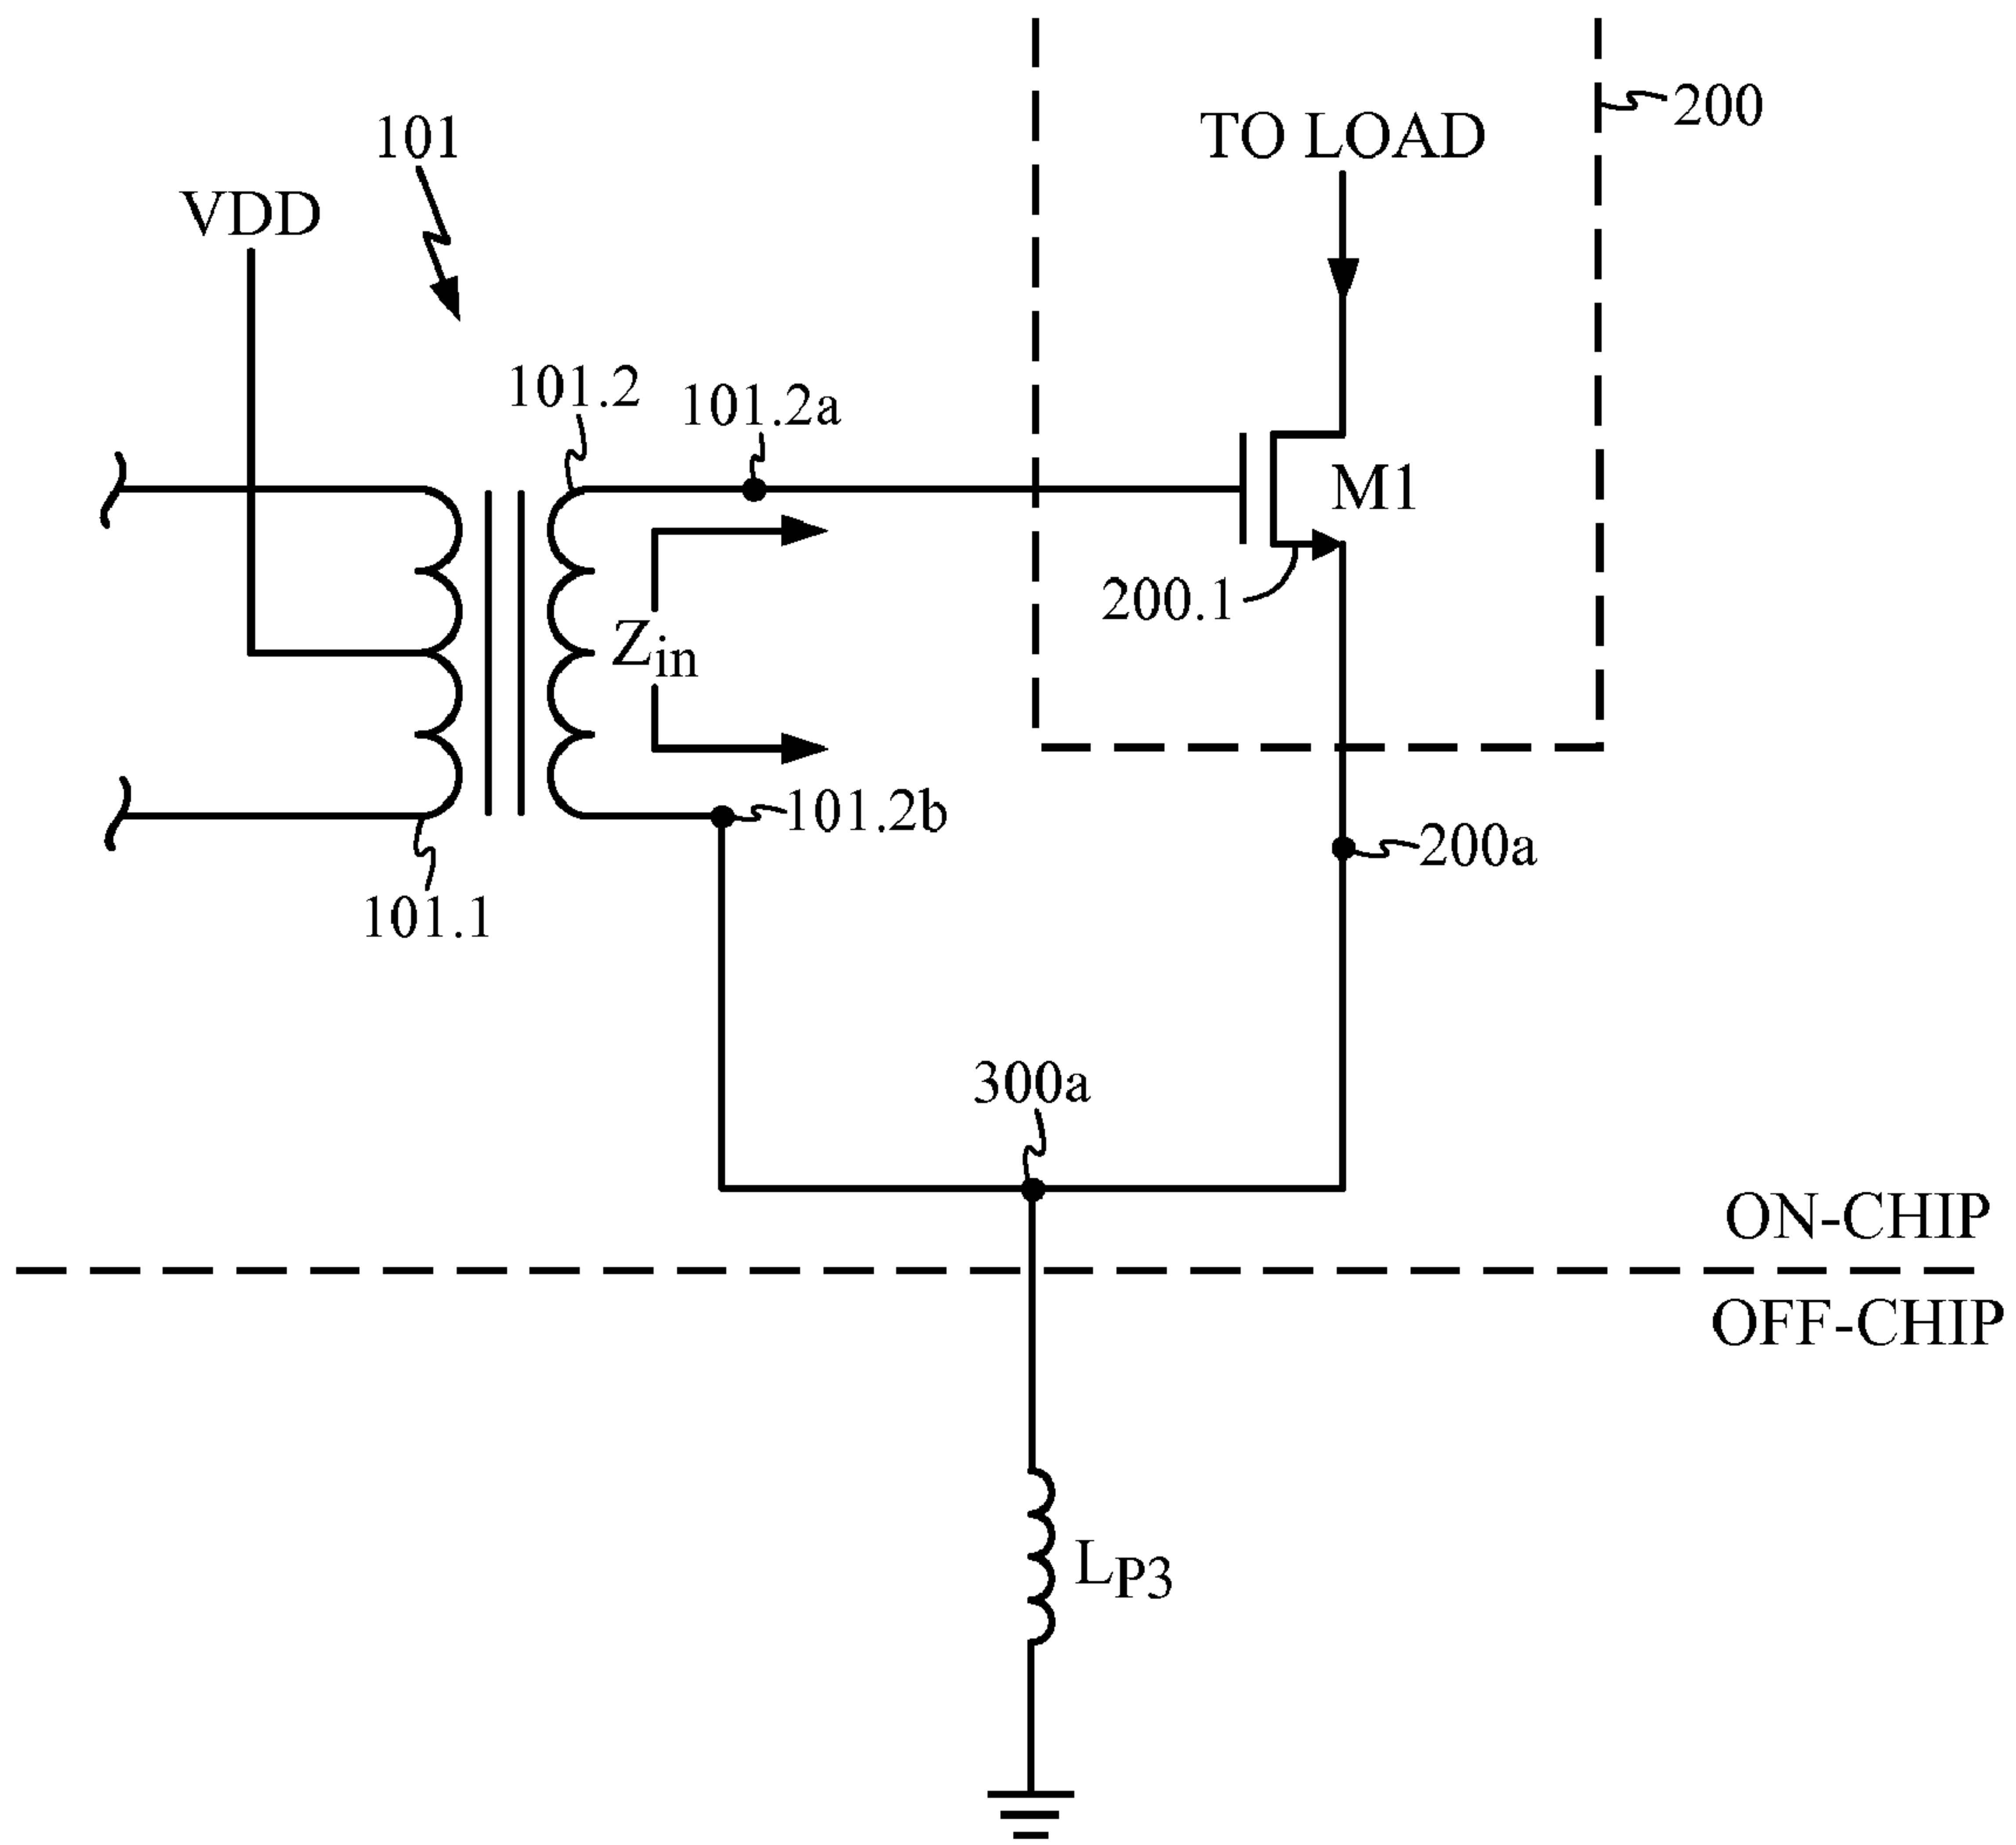 200
TO LOAD
101
VDD
101.2
101.2a
M1
200.1
Zin
101.2b
200a
101.1
300a
ON-CHIP
OFF-CHIP
LP3